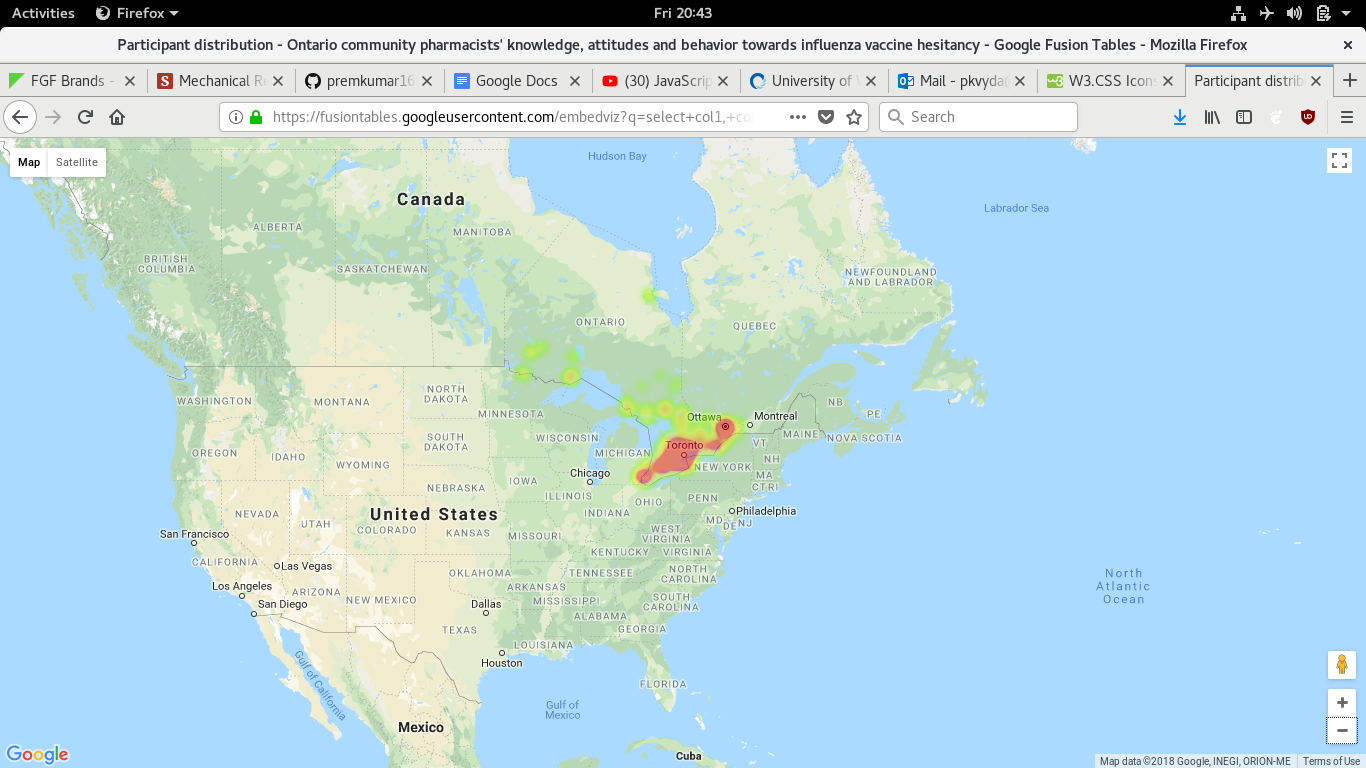 Activities Firefox Fri 20:43
Participant distribution - Ontario community pharmacists' knowledge, attitudes and behavior towards influenza vaccine hesitancy - Google Fusion Tables - Mozilla Firefox
FGF Brands - Mechanical R premkumar16 Google Docs (30) JavaScrip University of Mail - pkvyda W3.CSS Icons Participant distrib
https://fusiontables.googleusercontent.com/embedviz?q=select+col1,+co Search
Map Satellite
Hudson Bay
Canada
Labrador Sea
ALBERTA
MANITOBA
BRITISH
COLUMBIA
SASKATCHEWAN
NEWFOUNDLAND
AND LABRADOR
ONTARIO
QUEBEC
WASHINGTON
MONTANA
NORTH
DAKOTA
MINNESOTA
Ottawa
Montreal
NB
PE
MAINE
NOVA SCOTIA
OREGON
IDAHO
WYOMING
SOUTH
DAKOTA
WISCONSIN
MICHIGAN
Toronto
VT
NH
NEW YORK
MA
CT RI
Chicago
IOWA
NEBRASKA
ILLINOIS
INDIANA
OHIO
PENN
Philadelphia
MD
DE NJ
NEVADA
UTAH
United States
COLORADO
KANSAS
MISSOURI
WEST
VIRGINIA
KENTUCKY
VIRGINIA
San Francisco
CALIFORNIA
Las Vegas
Los Angeles
San Diego
ARIZONA
NEW MEXICO
OKLAHOMA
ARKANSAS
TENNESSEE
NORTH
CAROLINA
MISSISSIPPI
SOUTH
CAROLINA
ALABAMA
GEORGIA
Dallas
TEXAS
LOUISIANA
Houston
FLORIDA
North
Atlantic
Ocean
Gulf of California
Gulf of
Mexico
Mexico
Cuba
Google
Map data ©2018 Google, INEGI, ORION-ME Terms of Use